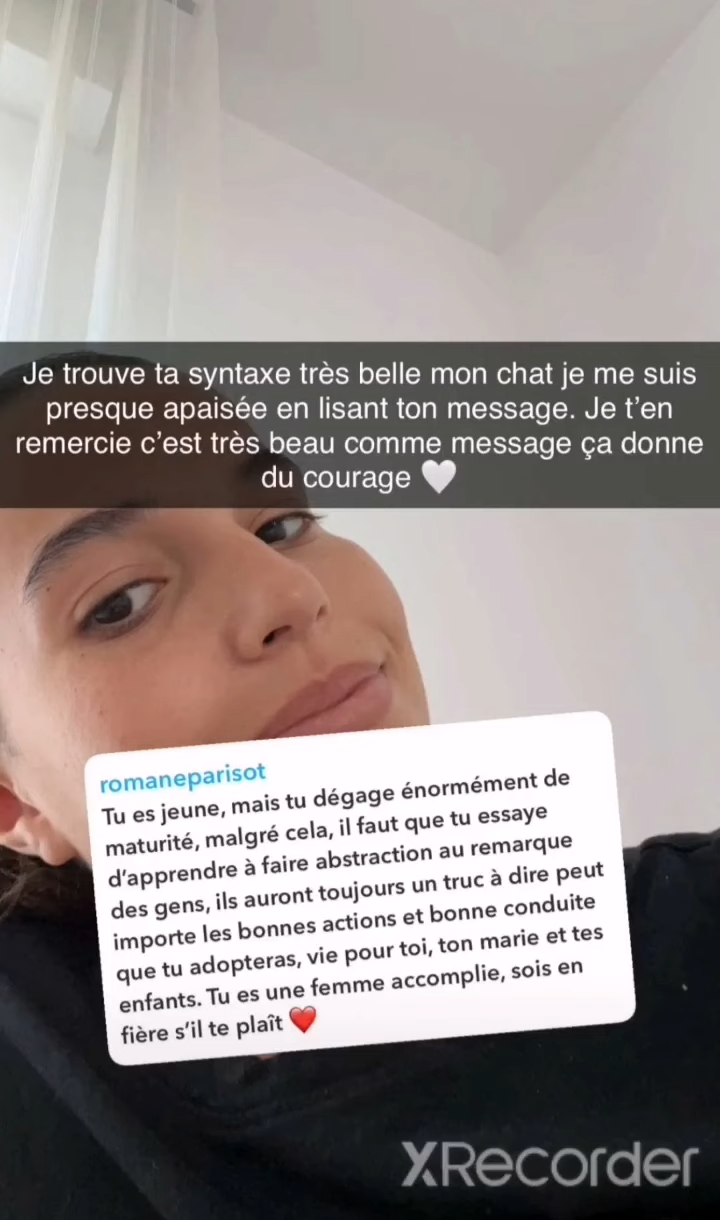 Je trouve ta syntaxe très belle mon chat je me suis
presque apaisée en lisant ton message. Je t’en
remercie c’est très beau comme message ça donne
du courage 🤍
romaneparisot
Tu es jeune, mais tu dégage énormément de
maturité, malgré cela, il faut que tu essaye
d’apprendre à faire abstraction au remarque
des gens, ils auront toujours un truc à dire peut
importe les bonnes actions et bonne conduite
que tu adopteras, vie pour toi, ton marie et tes
enfants. Tu es une femme accomplie, sois en
fière s’il te plaît ❤️
XRecorder